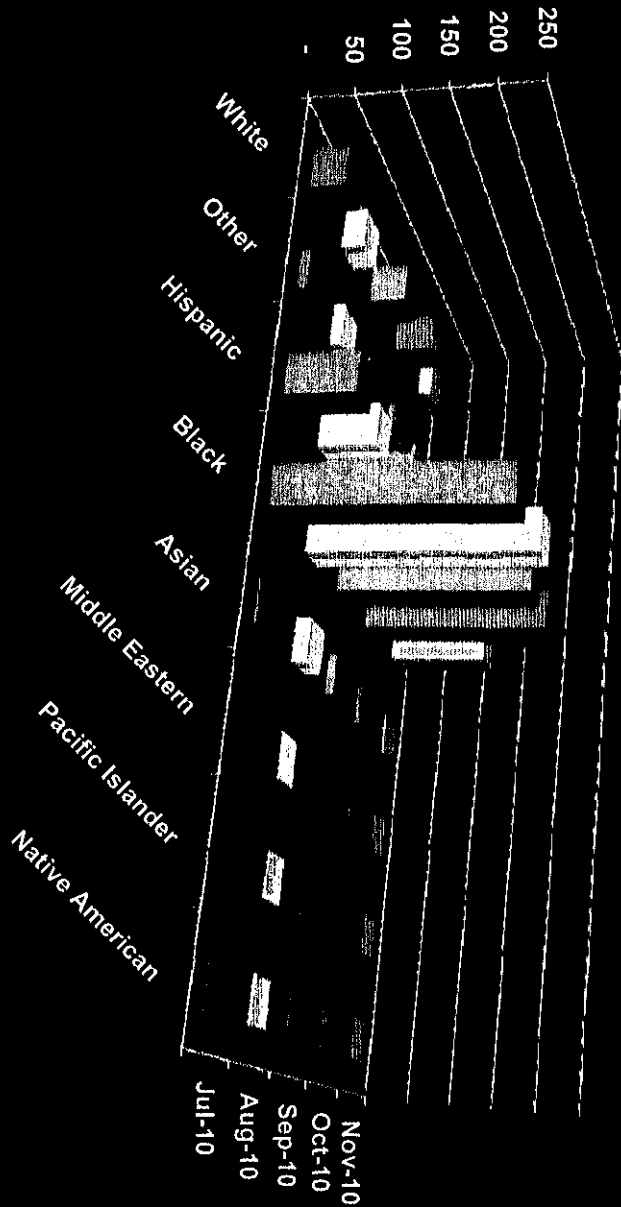 250
200
150
100
50
-
White
Other
Hispanic
Black
Asian
Middle Eastern
Pacific Islander
Native American
Jul-10
Aug-10
Sep-10
Oct-10
Nov-10